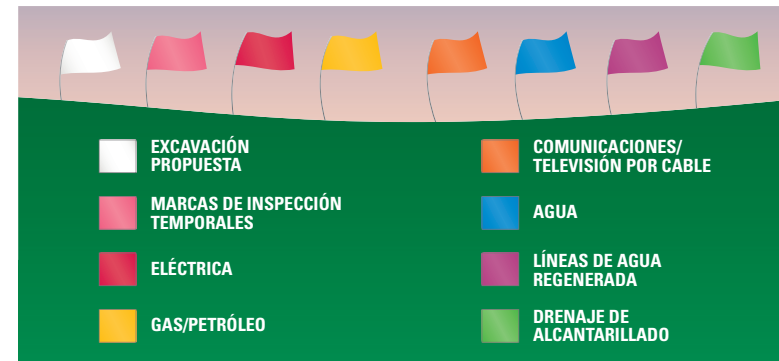 EXCAVACIÓN
PROPUESTA
MARCAS DE INSPECCIÓN
TEMPORALES
ELÉCTRICA
GAS/PETRÓLEO
COMUNICACIONES/
TELEVISIÓN POR CABLE
AGUA
LÍNEAS DE AGUA
REGENERADA
DRENAJE DE
ALCANTARILLADO